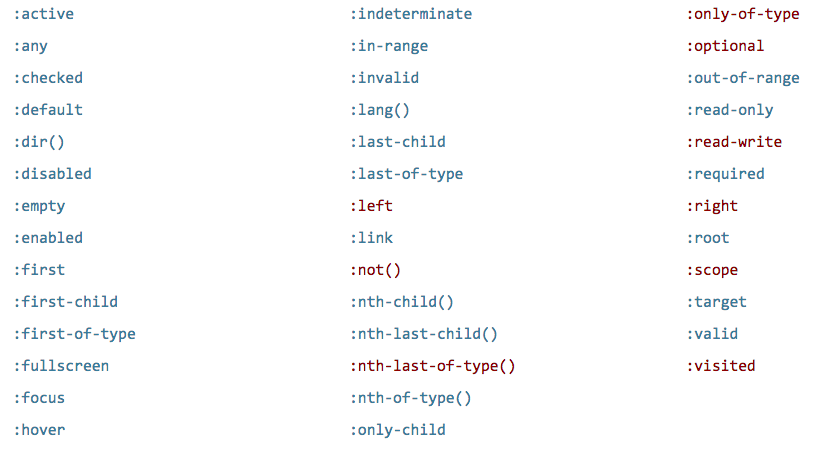 :active
:any
:checked
:default
:dir()
:disabled
:empty
:enabled
:first
:first-child
:first-of-type
:fullscreen
:focus
:hover
:indeterminate
:in-range
:invalid
:lang()
:last-child
:last-of-type
:left
:link
:not()
:nth-child()
:nth-last-child()
:nth-last-of-type()
:nth-of-type()
:only-child
:only-of-type
:optional
:out-of-range
:read-only
:read-write
:required
:right
:root
:scope
:target
:valid
:visited